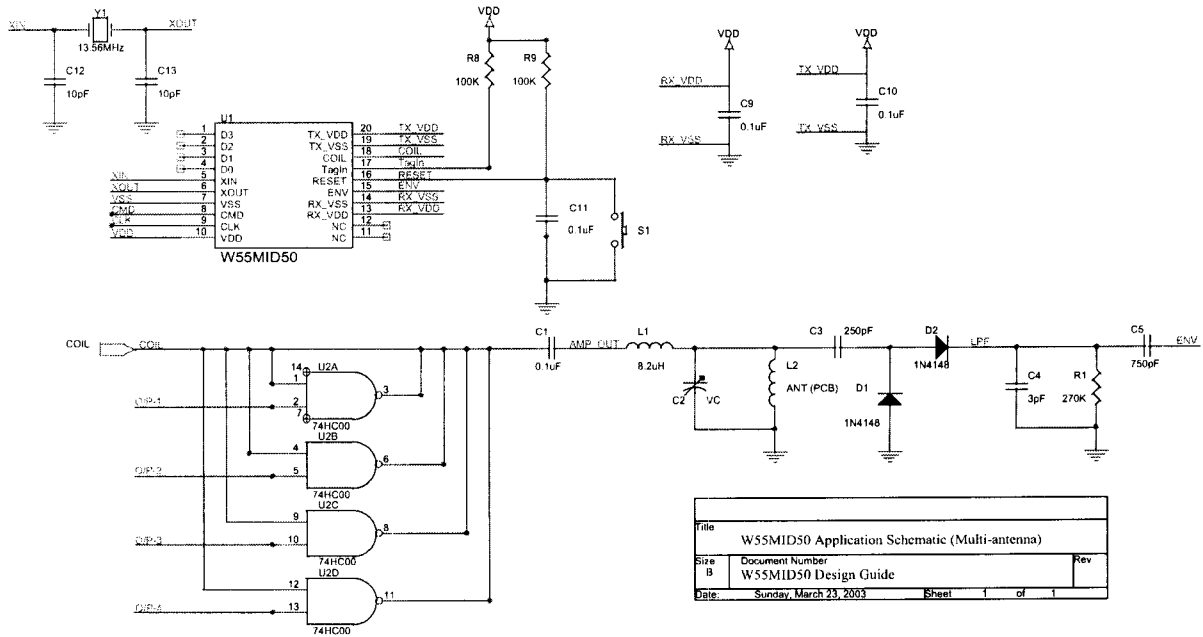 XIN
Y1
XOUT
13.56MHz
C12
10pF
C13
10pF
VDD
R8
100K
R9
100K
VDD
RX_VDD
C9
0.1uF
RX_VSS
VDD
TX_VDD
C10
0.1uF
TX_VSS
U1
1 D3 TX_VDD 20 TX_VDD
2 D2 TX_VSS 19 TX_VSS
3 D1 COIL 18 COIL
4 D0 TagIn 17 TagIn
XIN 5 XIN RESET 16 RESET
XOUT 6 XOUT ENV 15 ENV
VSS 7 VSS RX_VSS 14 RX_VSS
CMD 8 CMD RX_VDD 13 RX_VDD
CLK 9 CLK NC 12
VDD 10 VDD NC 11
W55MID50
C11
0.1uF
S1
COIL
COIL
C1
0.1uF
AMP_OUT
L1
8.2uH
C2
VC
L2
ANT (PCB)
C3
250pF
D1
1N4148
D2
1N4148
LPF
C4
3pF
R1
270K
C5
750pF
ENV
U2A
14
1
O/P-1
2
7
3
74HC00
U2B
4
O/P-2
5
6
74HC00
U2C
9
O/P-3
10
8
74HC00
U2D
12
O/P-4
13
11
74HC00
Title
W55MID50 Application Schematic (Multi-antenna)
Size
B
Document Number
W55MID50 Design Guide
Rev
Date: Sunday, March 23, 2003 Sheet 1 of 1